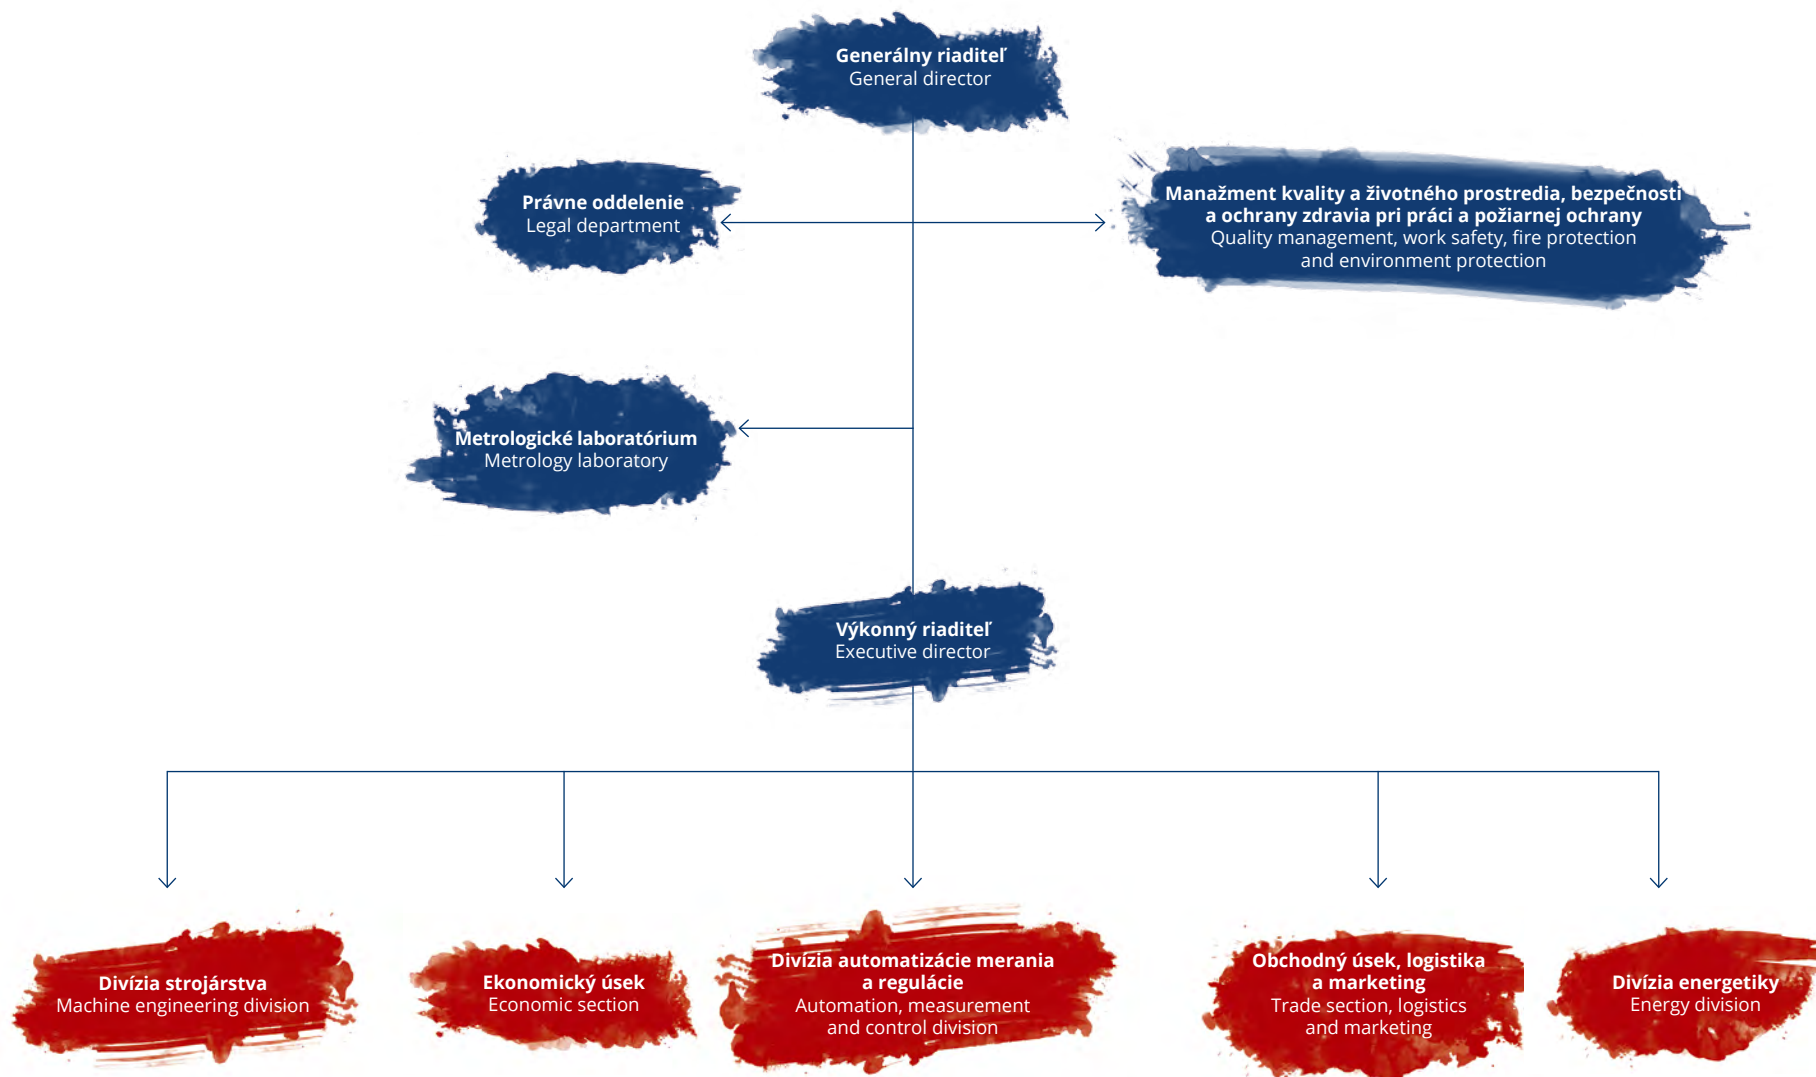 Generálny riaditeľ
General director
Právne oddelenie
Legal department
Manažment kvality a životného prostredia, bezpečnosti
a ochrany zdravia pri práci a požiarnej ochrany
Quality management, work safety, fire protection
and environment protection
Metrologické laboratórium
Metrology laboratory
Výkonný riaditeľ
Executive director
Divízia strojárstva
Machine engineering division
Ekonomický úsek
Economic section
Divízia automatizácie merania
a regulácie
Automation, measurement
and control division
Obchodný úsek, logistika
a marketing
Trade section, logistics
and marketing
Divízia energetiky
Energy division